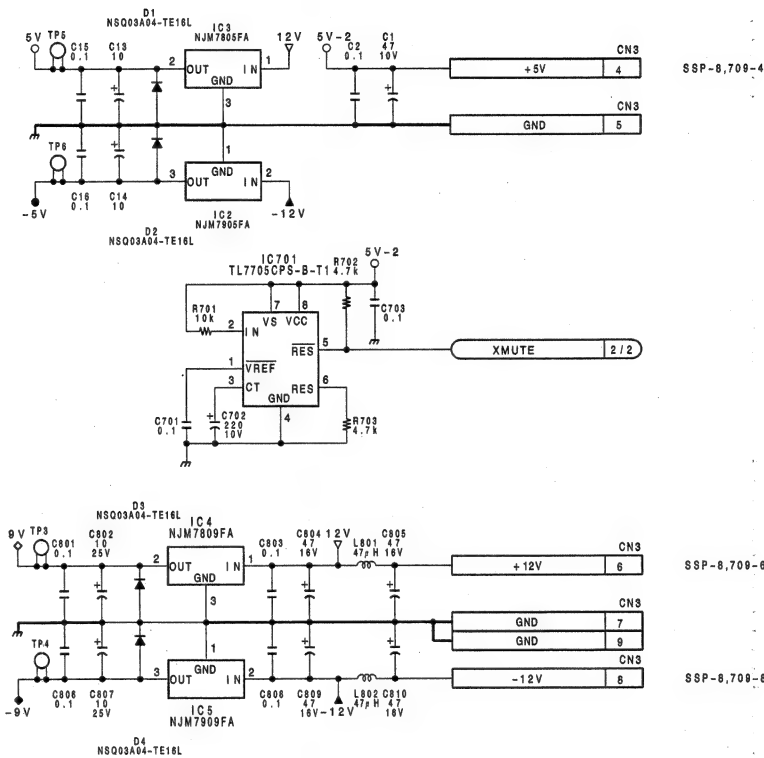 D1
NSQ03A04-TE16L
5V TP5 C15 0.1 C13 10
IC3
NJM7805FA
12V
5V-2 C2 0.1 C1 47 10V
2 OUT IN 1
GND
3
CN3
+5V 4 SSP-8,709-4
CN3
GND 5
TP6
1
GND
3 OUT IN 2
-5V C16 0.1 C14 10
IC2
NJM7905FA
-12V
D2
NSQ03A04-TE16L
IC701
TL7705CPS-B-T1
R702
4.7k
5V-2
R701
10k
7 8
VS VCC
C703
0.1
2 IN
RES 5
XMUTE 2/2
1 VREF
3 CT
RES 6
GND
4
C701
0.1
C702
220
10V
R703
4.7k
D3
NSQ03A04-TE16L
9V TP3 C801 0.1 C802 10 25V
IC4
NJM7809FA
C803 0.1 C804 47 16V 12V L801 47μH C805 47 16V
2 OUT IN 1
GND
3
CN3
+12V 6 SSP-8,709-6
CN3
GND 7
GND 9
TP4
1
GND
3 OUT IN 2
CN3
-12V 8 SSP-8,709-8
-9V C806 0.1 C807 10 25V
IC5
NJM7909FA
C806 0.1 C809 47 16V -12V L802 47μH C810 47 16V
D4
NSQ03A04-TE16L